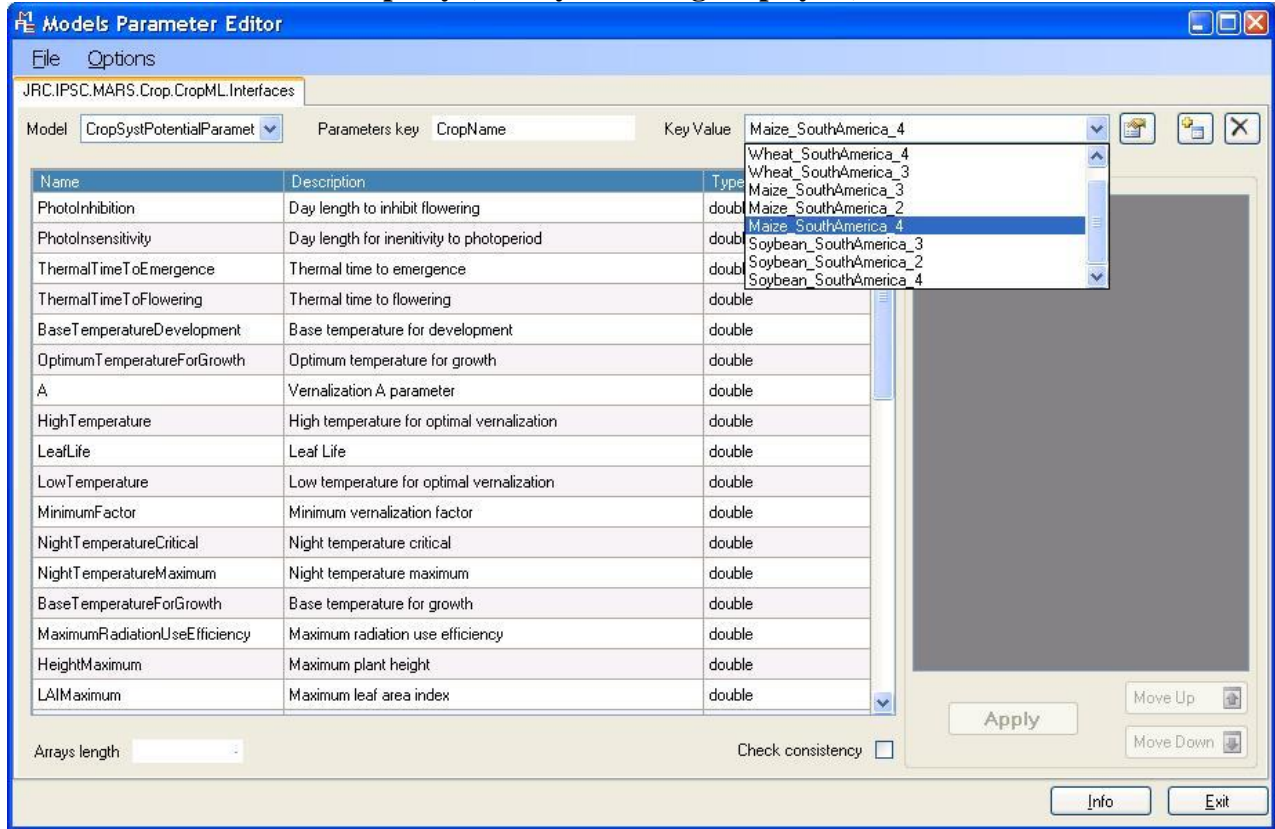 Models Parameter Editor
File Options
JRC.IPSC.MARS.Crop.CropML.Interfaces
Model CropSystPotentialParamet Parameters key CropName Key Value Maize_SouthAmerica_4
Wheat_SouthAmerica_4
Wheat_SouthAmerica_3
Maize_SouthAmerica_3
Maize_SouthAmerica_2
Maize_SouthAmerica_4
Soybean_SouthAmerica_3
Soybean_SouthAmerica_2
Soybean_SouthAmerica_4
Name Description Type
PhotoInhibition Day length to inhibit flowering doubl
PhotoInsensitivity Day length for inenitivity to photoperiod doubl
ThermalTimeToEmergence Thermal time to emergence doubl
ThermalTimeToFlowering Thermal time to flowering double
BaseTemperatureDevelopment Base temperature for development double
OptimumTemperatureForGrowth Optimum temperature for growth double
A Vernalization A parameter double
HighTemperature High temperature for optimal vernalization double
LeafLife Leaf Life double
LowTemperature Low temperature for optimal vernalization double
MinimumFactor Minimum vernalization factor double
NightTemperatureCritical Night temperature critical double
NightTemperatureMaximum Night temperature maximum double
BaseTemperatureForGrowth Base temperature for growth double
MaximumRadiationUseEfficiency Maximum radiation use efficiency double
HeightMaximum Maximum plant height double
LAIMaximum Maximum leaf area index double
Apply Move Up
Move Down
Arrays length - Check consistency
Info Exit